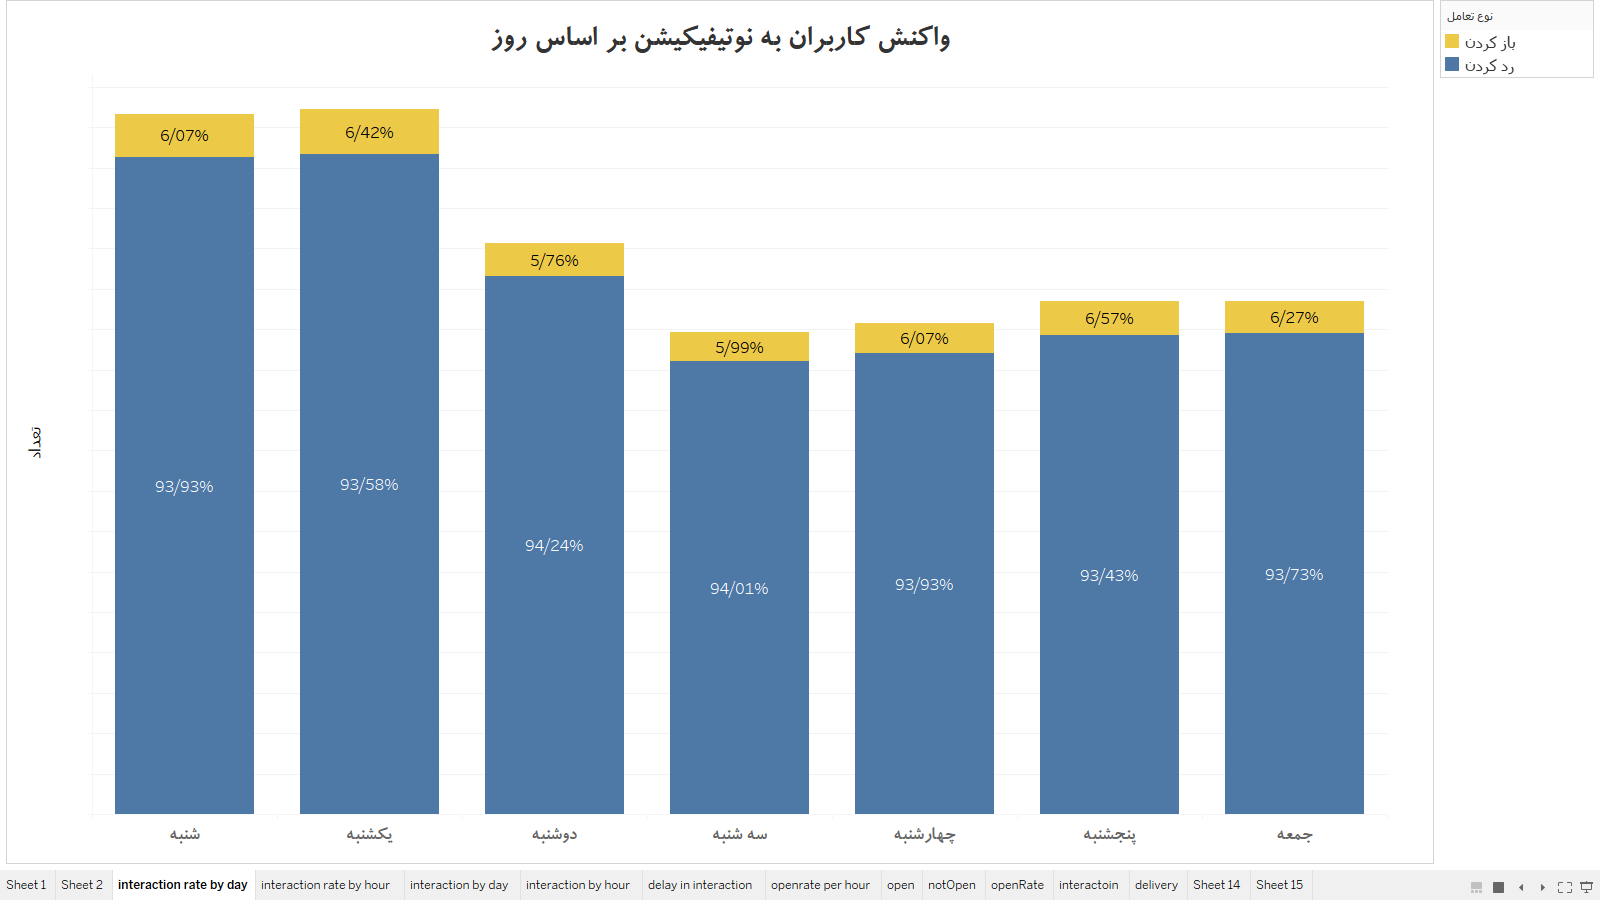 واکنش کاربران به نوتیفیکیشن بر اساس روز
نوع تعامل
باز کردن
رد کردن
تعداد
6/07%
6/42%
5/76%
5/99%
6/07%
6/57%
6/27%
93/93%
93/58%
94/24%
94/01%
93/93%
93/43%
93/73%
شنبه
یکشنبه
دوشنبه
سه شنبه
چهارشنبه
پنجشنبه
جمعه
Sheet 1
Sheet 2
interaction rate by day
interaction rate by hour
interaction by day
interaction by hour
delay in interaction
openrate per hour
open
notOpen
openRate
interactoin
delivery
Sheet 14
Sheet 15